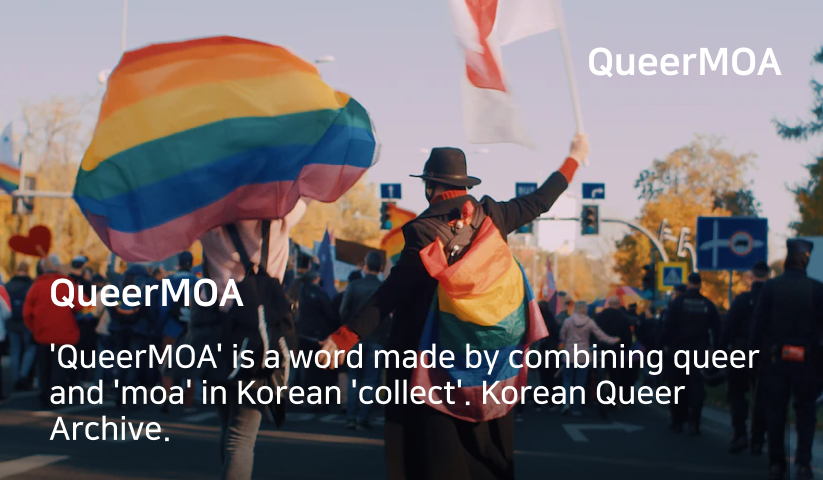 QueerMOA
QueerMOA
'QueerMOA' is a word made by combining queer
and 'moa' in Korean 'collect'. Korean Queer
Archive.